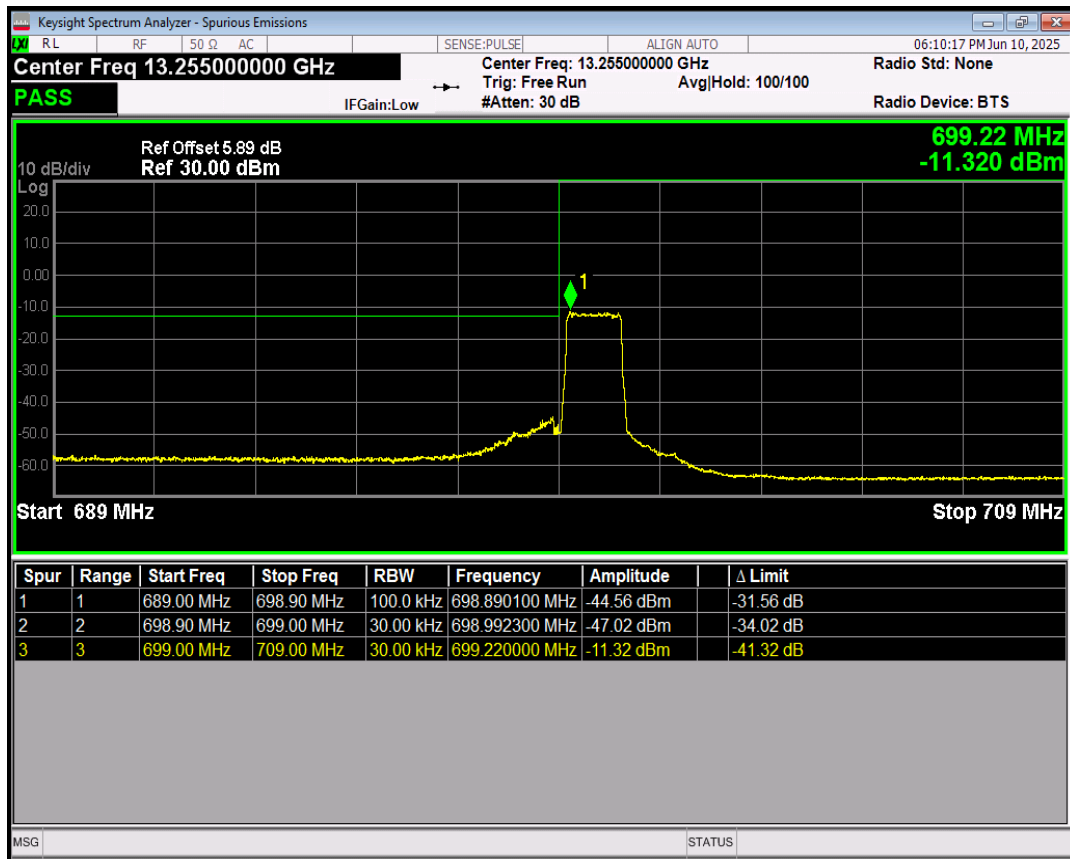 Keysight Spectrum Analyzer - Spurious Emissions
LXI RL RF 50 Ω AC SENSE:PULSE ALIGN AUTO 06:10:17 PM Jun 10, 2025
Center Freq 13.255000000 GHz
Center Freq: 13.255000000 GHz
Radio Std: None
Trig: Free Run
Avg|Hold: 100/100
PASS
IFGain:Low
#Atten: 30 dB
Radio Device: BTS
699.22 MHz
-11.320 dBm
Ref Offset 5.89 dB
10 dB/div
Ref 30.00 dBm
Log
20.0
10.0
0.00
1
-10.0
-20.0
-30.0
-40.0
-50.0
-60.0
Start 689 MHz
Stop 709 MHz
Spur | Range | Start Freq | Stop Freq | RBW | Frequency | Amplitude | | Δ Limit
1 1 689.00 MHz 698.90 MHz 100.0 kHz 698.890100 MHz -44.56 dBm -31.56 dB
2 2 698.90 MHz 699.00 MHz 30.00 kHz 698.992300 MHz -47.02 dBm -34.02 dB
3 3 699.00 MHz 709.00 MHz 30.00 kHz 699.220000 MHz -11.32 dBm -41.32 dB
MSG
STATUS